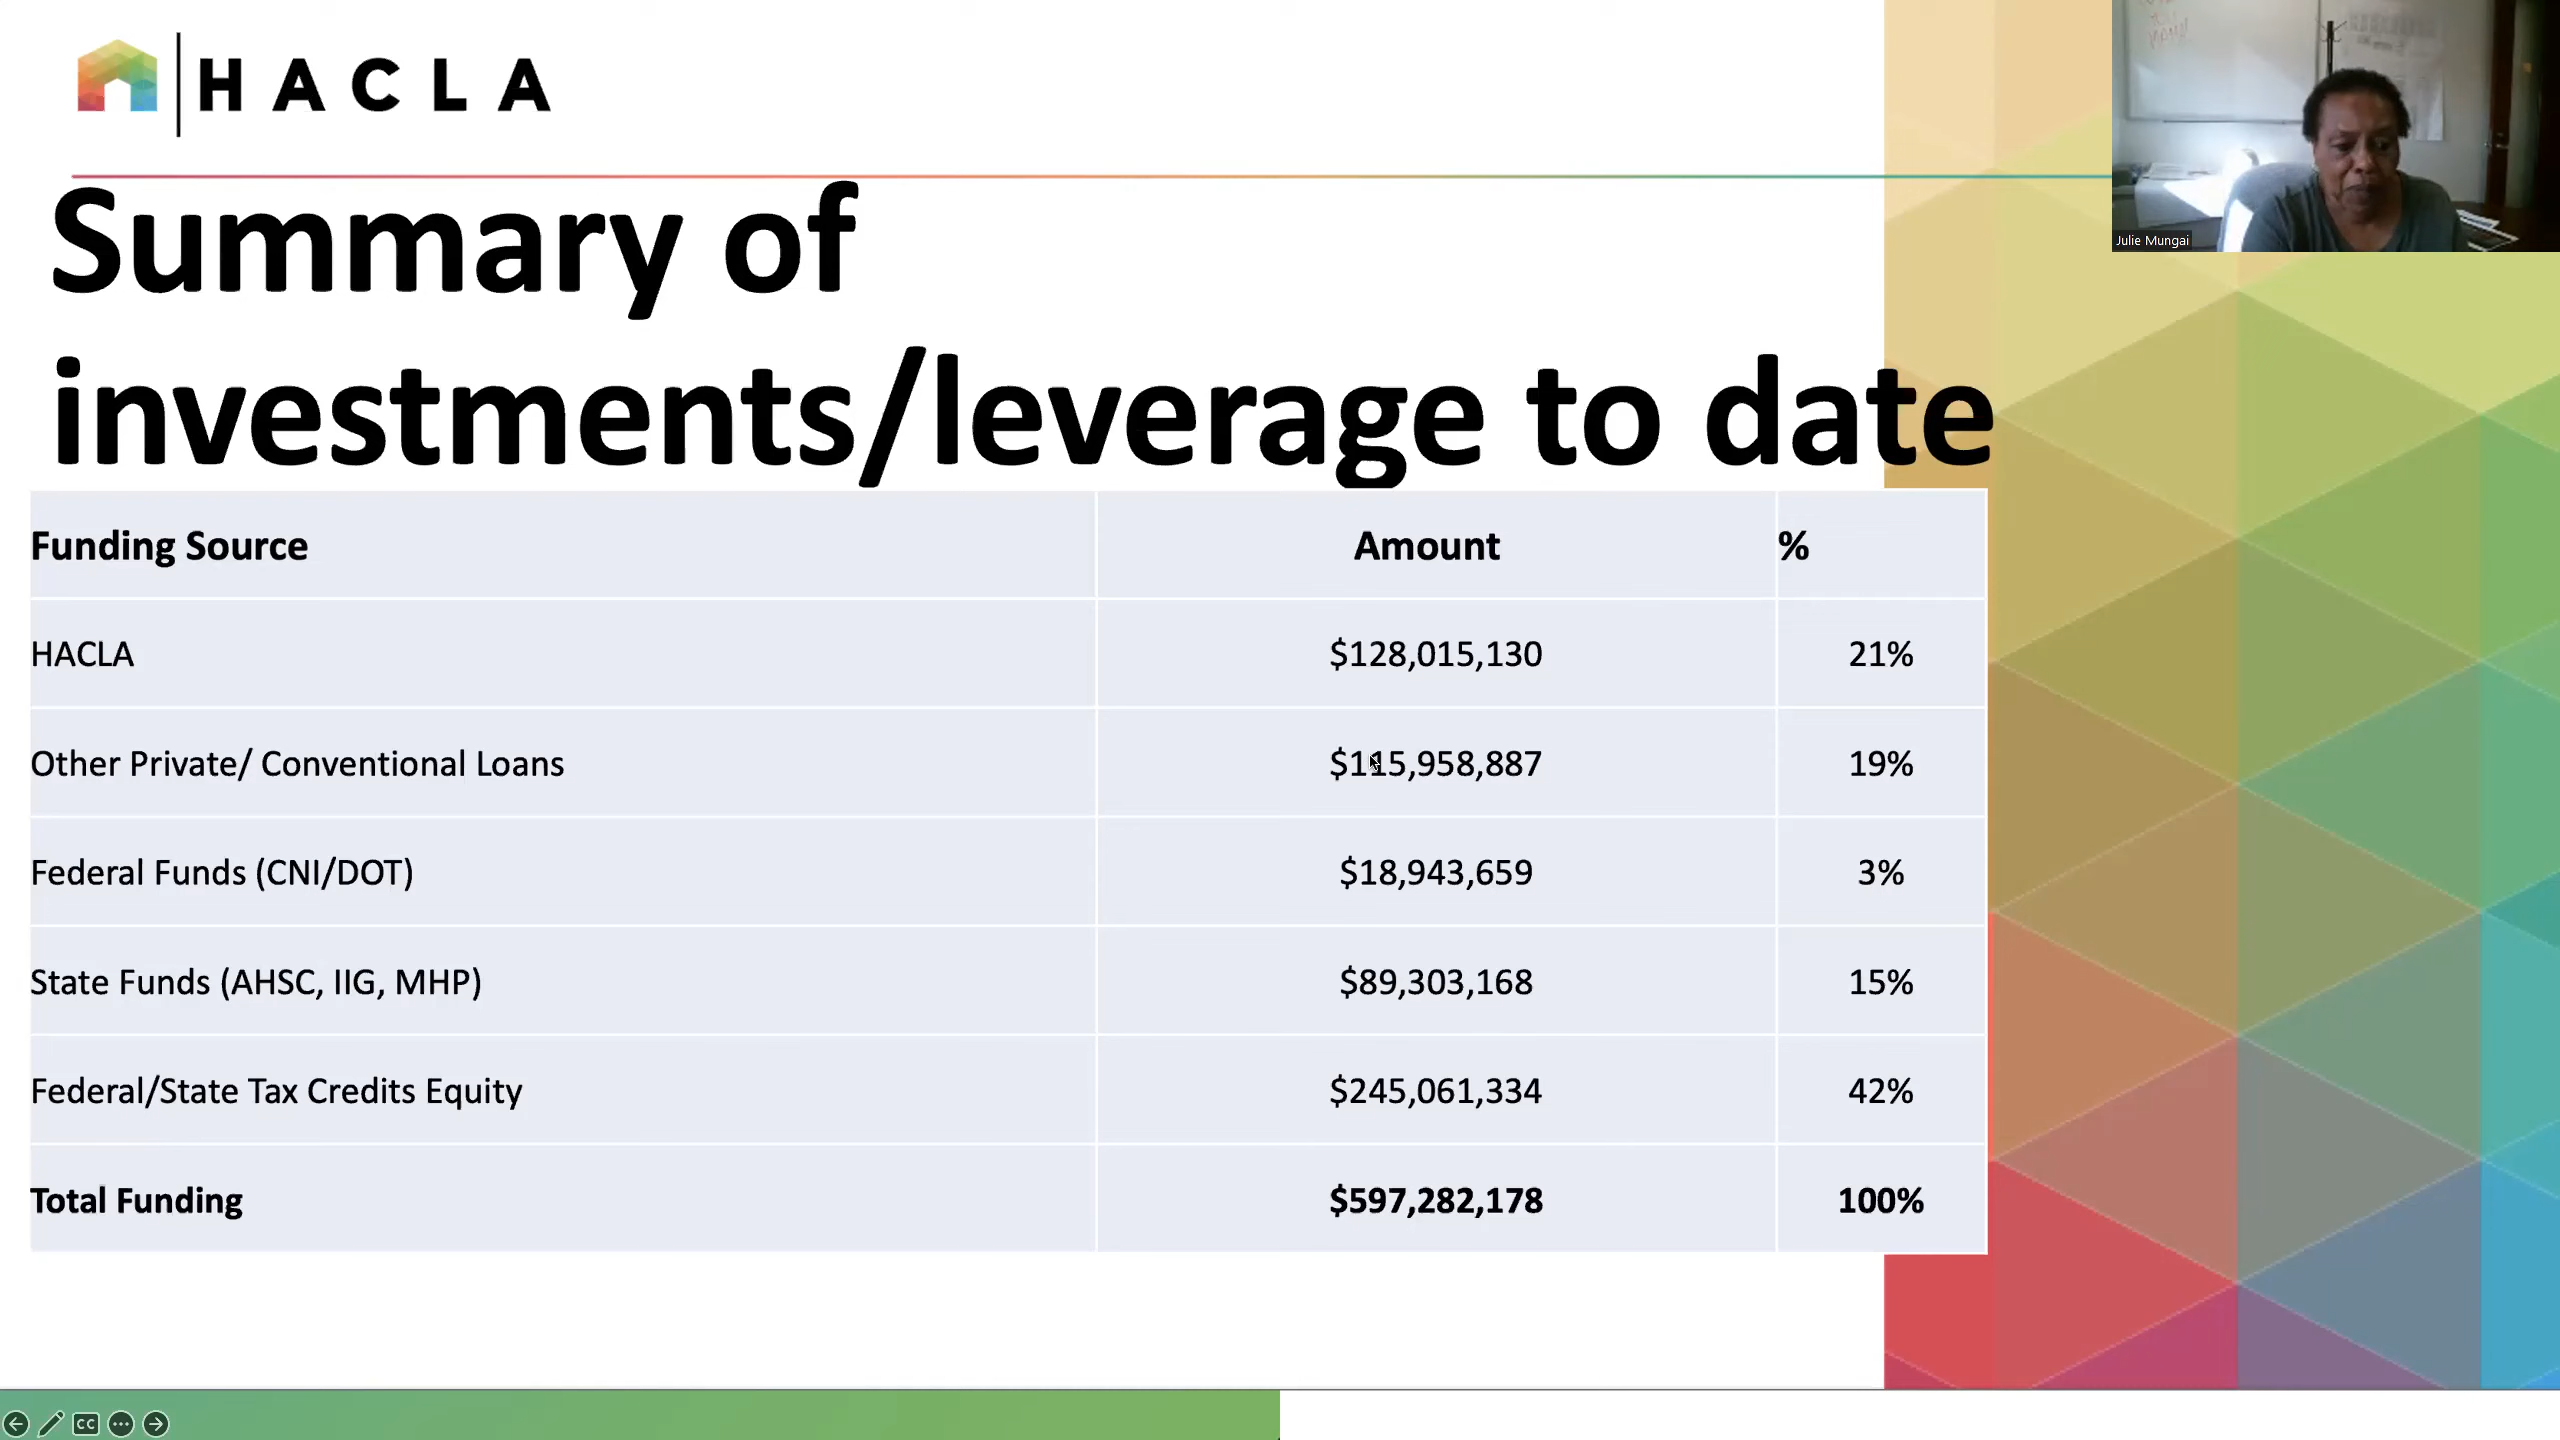 HACLA
Julie Mungai
Summary of
investments/leverage to date
Funding Source Amount %
HACLA $128,015,130 21%
Other Private/ Conventional Loans $115,958,887 19%
Federal Funds (CNI/DOT) $18,943,659 3%
State Funds (AHSC, IIG, MHP) $89,303,168 15%
Federal/State Tax Credits Equity $245,061,334 42%
Total Funding $597,282,178 100%
CC